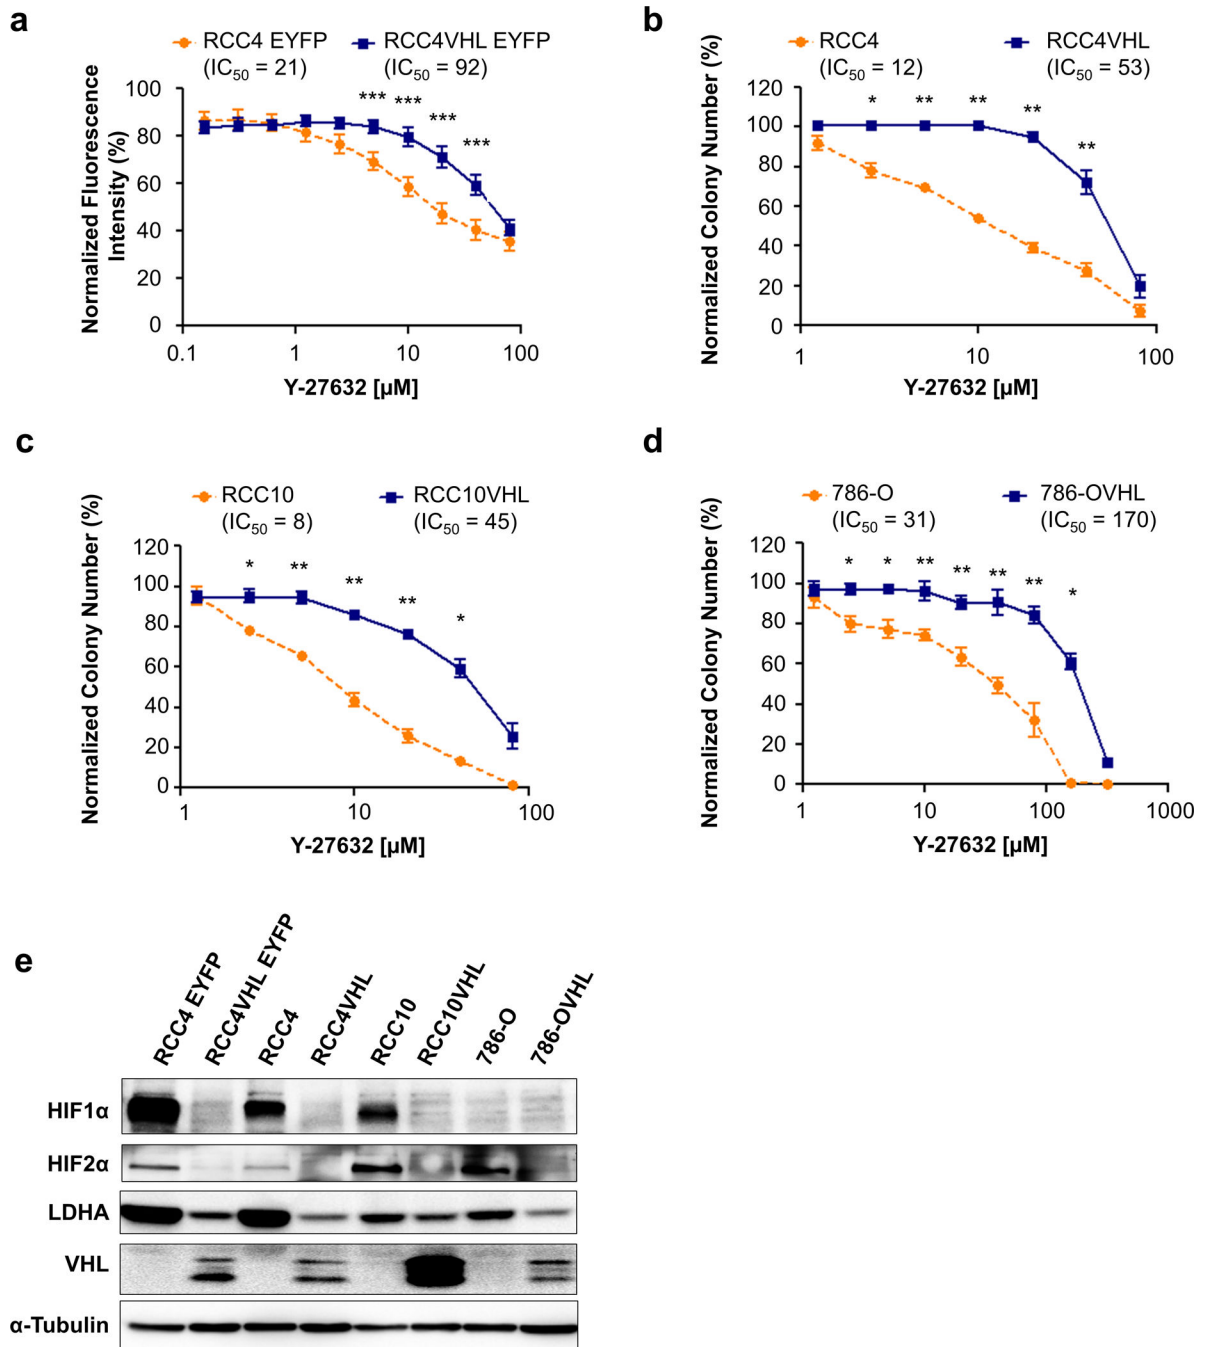 a
RCC4 EYFP
(IC50 = 21)
RCC4VHL EYFP
(IC50 = 92)
Normalized Fluorescence
Intensity (%)
100
80
60
40
20
0
*** *** *** ***
0.1 1 10 100
Y-27632 [µM]
b
RCC4
(IC50 = 12)
RCC4VHL
(IC50 = 53)
Normalized Colony Number (%)
120
100
80
60
40
20
0
* ** ** ** **
1 10 100
Y-27632 [µM]
c
RCC10
(IC50 = 8)
RCC10VHL
(IC50 = 45)
Normalized Colony Number (%)
120
100
80
60
40
20
0
* ** ** ** *
1 10 100
Y-27632 [µM]
d
786-O
(IC50 = 31)
786-OVHL
(IC50 = 170)
Normalized Colony Number (%)
120
100
80
60
40
20
0
* * ** ** ** ** *
1 10 100 1000
Y-27632 [µM]
e
RCC4 EYFP
RCC4VHL EYFP
RCC4
RCC4VHL
RCC10
RCC10VHL
786-O
786-OVHL
HIF1α
HIF2α
LDHA
VHL
α-Tubulin